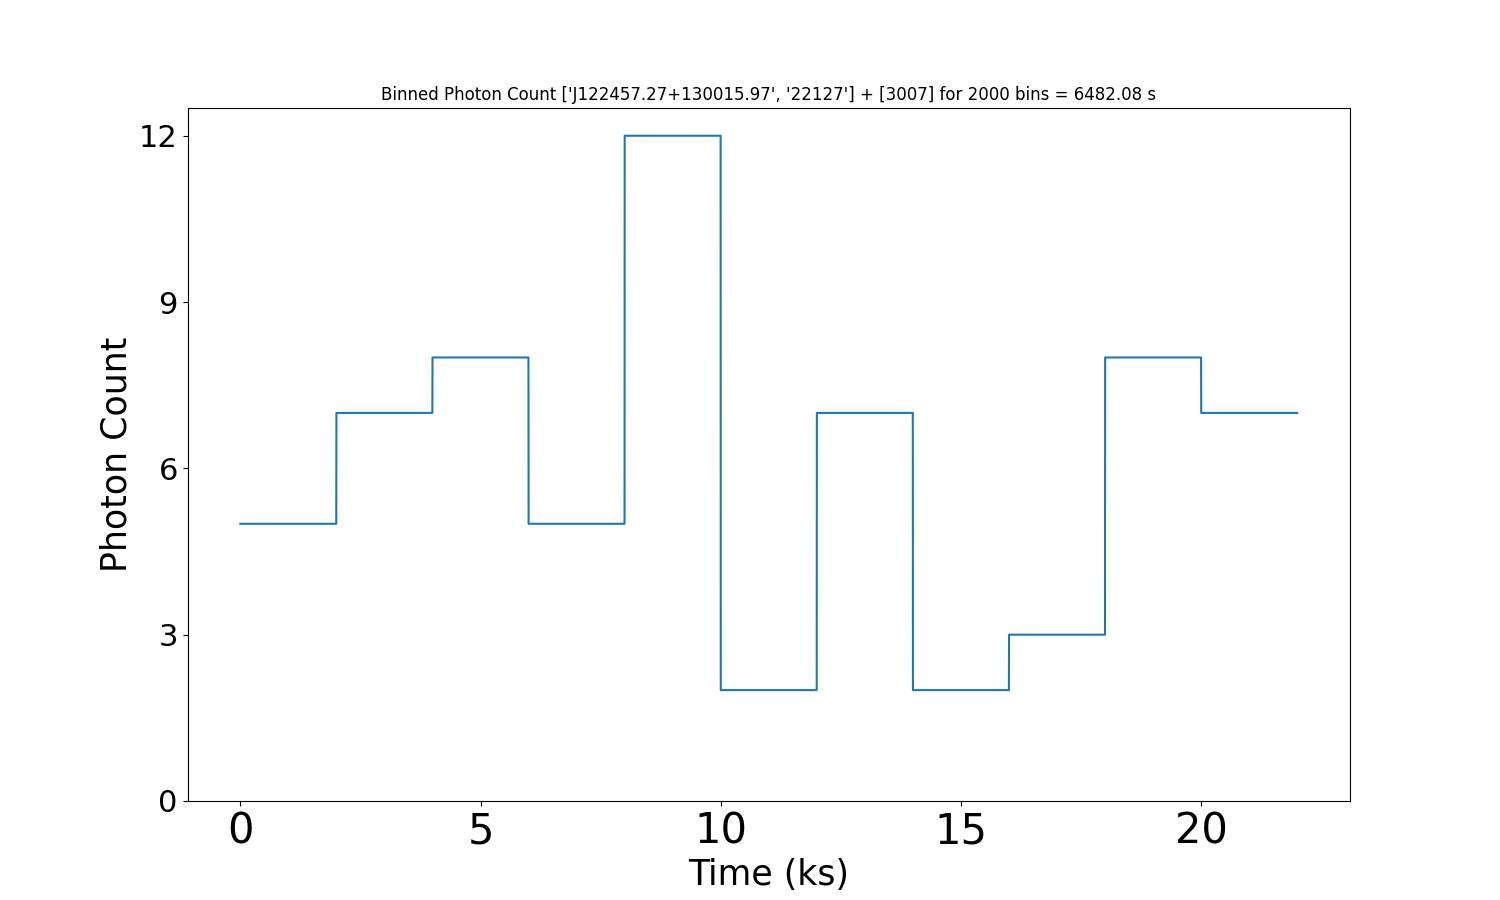 Binned Photon Count ['J122457.27+130015.97', '22127'] + [3007] for 2000 bins = 6482.08 s
12
9
6
3
0
Photon Count
0 5 10 15 20
Time (ks)